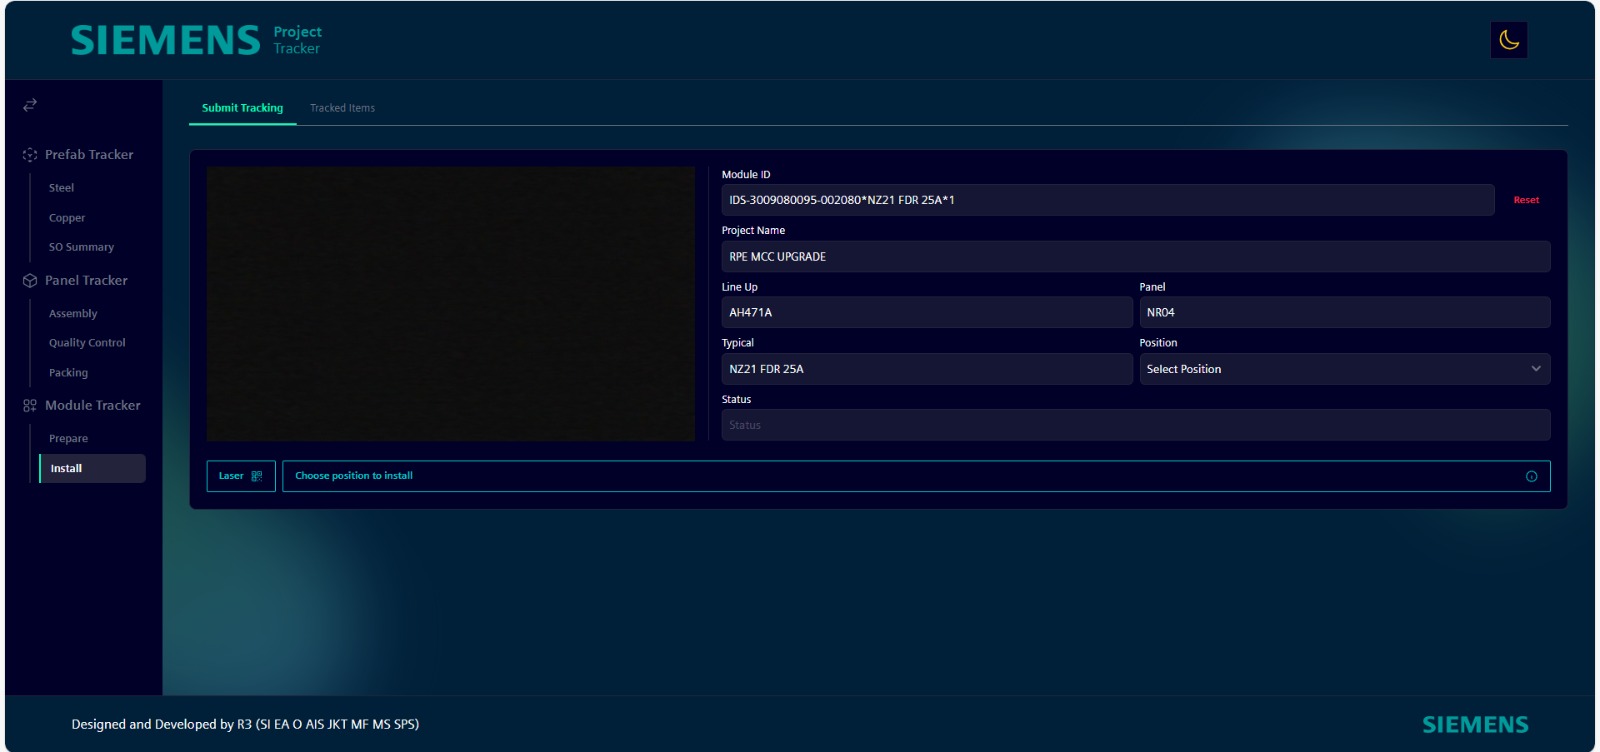 SIEMENS
Project
Tracker
Submit Tracking
Tracked Items
Prefab Tracker
Steel
Copper
SO Summary
Panel Tracker
Assembly
Quality Control
Packing
Module Tracker
Prepare
Install
Module ID
IDS-3009080095-002080*NZ21 FDR 25A*1
Reset
Project Name
RPE MCC UPGRADE
Line Up
AH471A
Panel
NR04
Typical
NZ21 FDR 25A
Position
Select Position
Status
Status
Laser
Choose position to install
Designed and Developed by R3 (SI EA O AIS JKT MF MS SPS)
SIEMENS